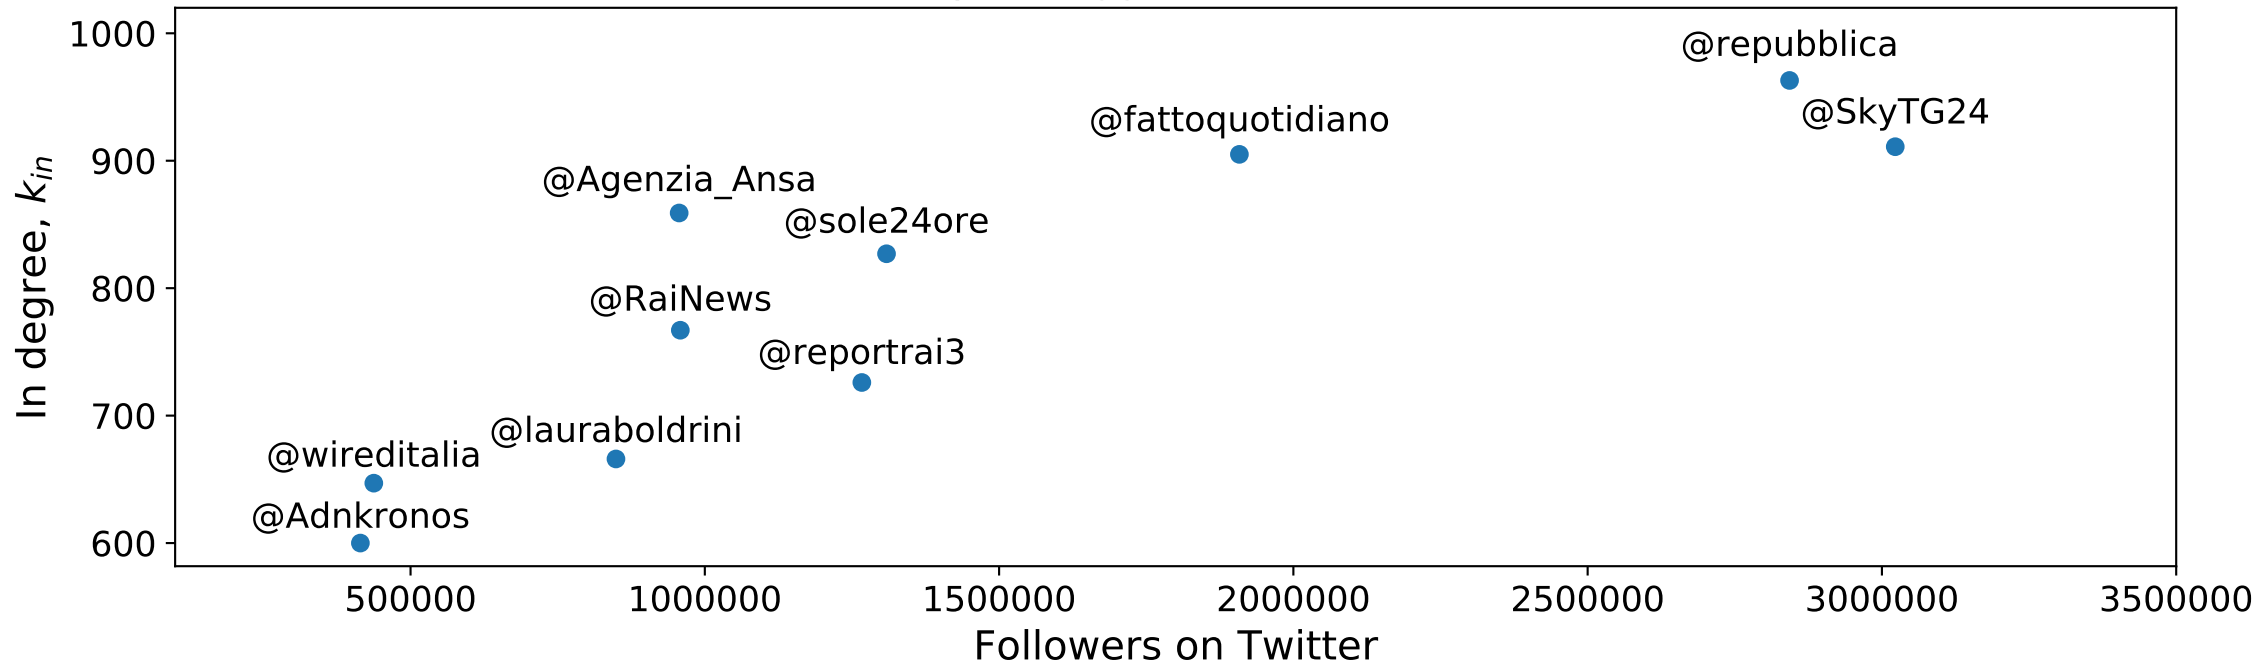 1000
900
800
700
600
In degree, kin
@repubblica
@SkyTG24
@fattoquotidiano
@Agenzia_Ansa
@sole24ore
@RaiNews
@reportrai3
@lauraboldrini
@wireditalia
@Adnkronos
500000 1000000 1500000 2000000 2500000 3000000 3500000
Followers on Twitter